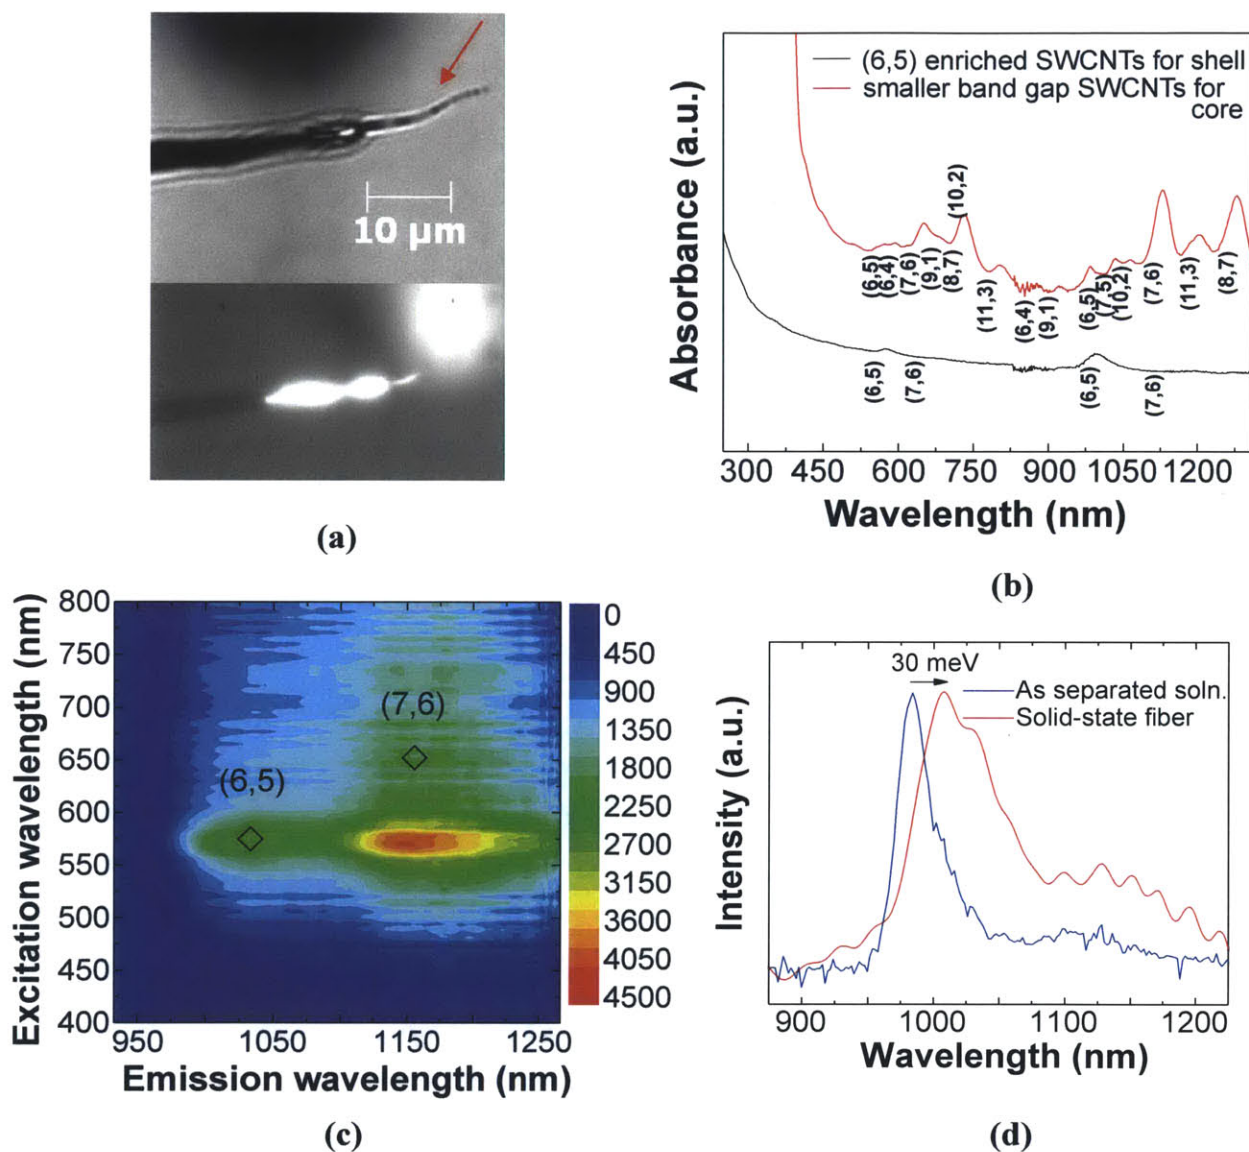 10 μm
(a)
(6,5) enriched SWCNTs for shell
smaller band gap SWCNTs for
core
Absorbance (a.u.)
(6,5)
(6,4)
(7,6)
(9,1)
(8,7)
(10,2)
(11,3)
(6,4)
(9,1)
(6,5)
(7,5)
(10,2)
(7,6)
(11,3)
(8,7)
(6,5)
(7,6)
(6,5)
(7,6)
300 450 600 750 900 1050 1200
Wavelength (nm)
(b)
Excitation wavelength (nm)
800
750
700
650
600
550
500
450
400
(7,6)
(6,5)
950 1050 1150 1250
Emission wavelength (nm)
0
450
900
1350
1800
2250
2700
3150
3600
4050
4500
(c)
30 meV
As separated soln.
Solid-state fiber
Intensity (a.u.)
900 1000 1100 1200
Wavelength (nm)
(d)